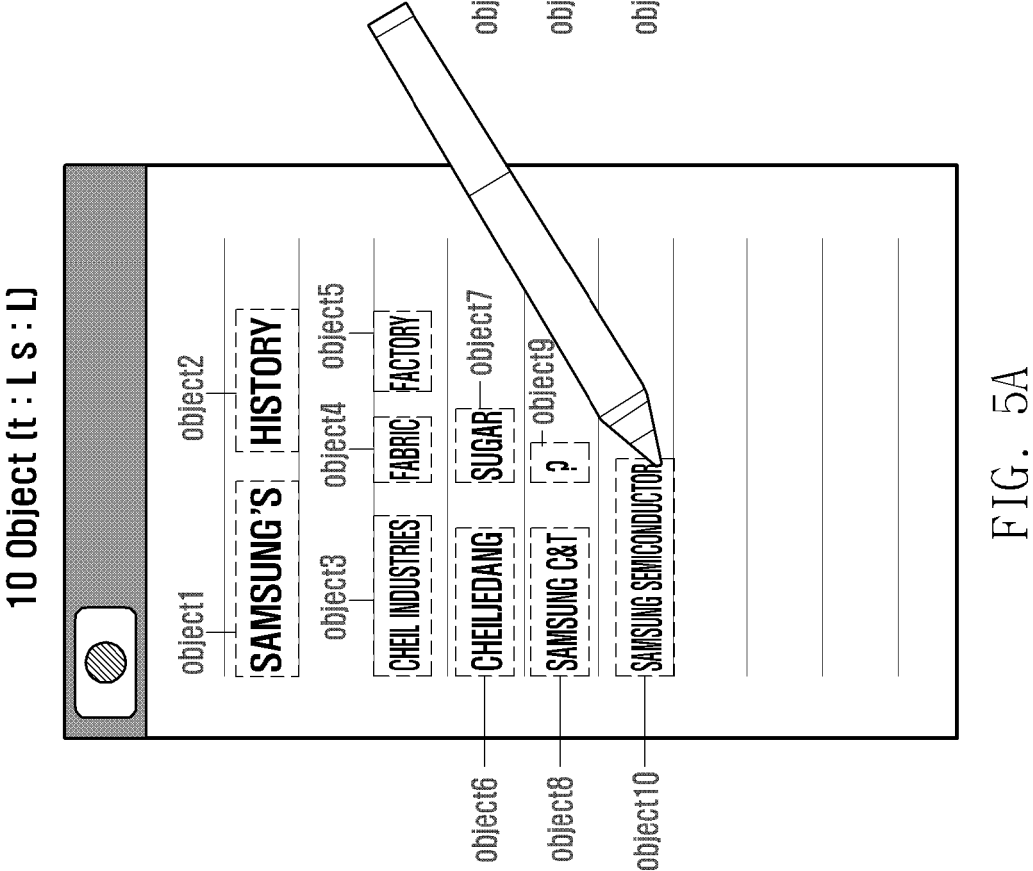 10 Object (t : L s : L)
object1 object2
SAMSUNG'S HISTORY
object3 object4 object5
CHEIL INDUSTRIES FABRIC FACTORY
object6 CHEILJEDANG SUGAR object7 obj
object8 SAMSUNG C&T ? object9 obj
object10 SAMSUNG SEMICONDUCTOR obj
FIG. 5A